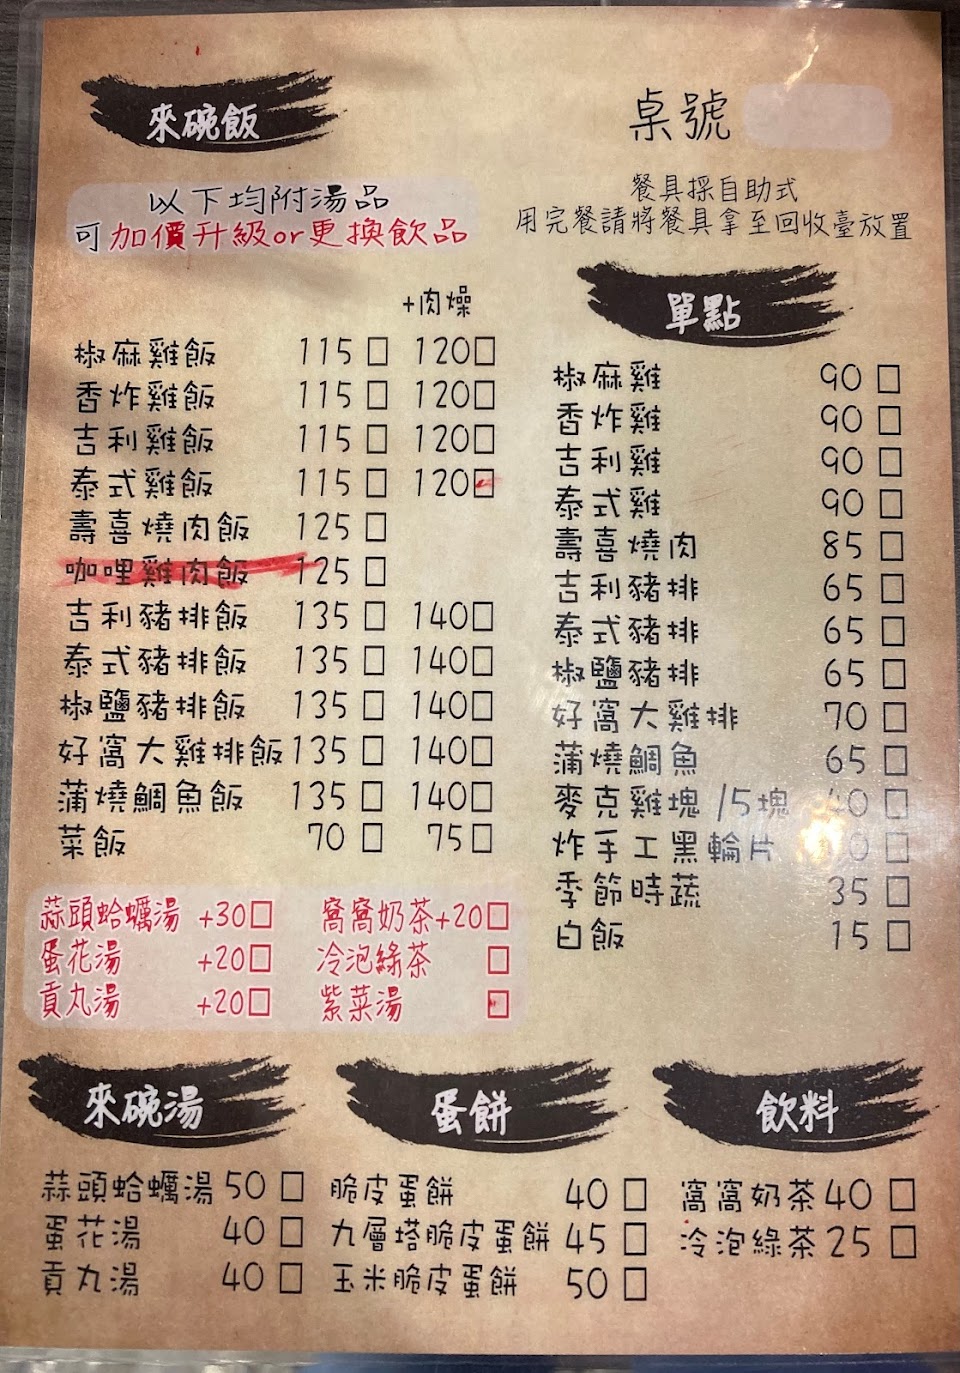 來碗飯
桌號
以下均附湯品
可加價升級or更換飲品
餐具採自助式
用完餐請將餐具拿至回收臺放置
+肉燥
椒麻雞飯 115 □ 120□
香炸雞飯 115 □ 120□
吉利雞飯 115 □ 120□
泰式雞飯 115 □ 120□
壽喜燒肉飯 125 □
咖哩雞肉飯 125 □
吉利豬排飯 135 □ 140□
泰式豬排飯 135 □ 140□
椒鹽豬排飯 135 □ 140□
好窩大雞排飯 135 □ 140□
蒲燒鯛魚飯 135 □ 140□
菜飯 70 □ 75□
蒜頭蛤蠣湯 +30□ 窩窩奶茶+20□
蛋花湯 +20□ 冷泡綠茶 □
貢丸湯 +20□ 紫菜湯 □
單點
椒麻雞 90 □
香炸雞 90 □
吉利雞 90 □
泰式雞 90 □
壽喜燒肉 85 □
吉利豬排 65 □
泰式豬排 65 □
椒鹽豬排 65 □
好窩大雞排 70 □
蒲燒鯛魚 65 □
麥克雞塊/5塊 40 □
炸手工黑輪片 □
季節時蔬 35 □
白飯 15 □
來碗湯
蒜頭蛤蠣湯 50 □
蛋花湯 40 □
貢丸湯 40 □
蛋餅
脆皮蛋餅 40 □
九層塔脆皮蛋餅 45 □
玉米脆皮蛋餅 50 □
飲料
窩窩奶茶 40 □
冷泡綠茶 25 □